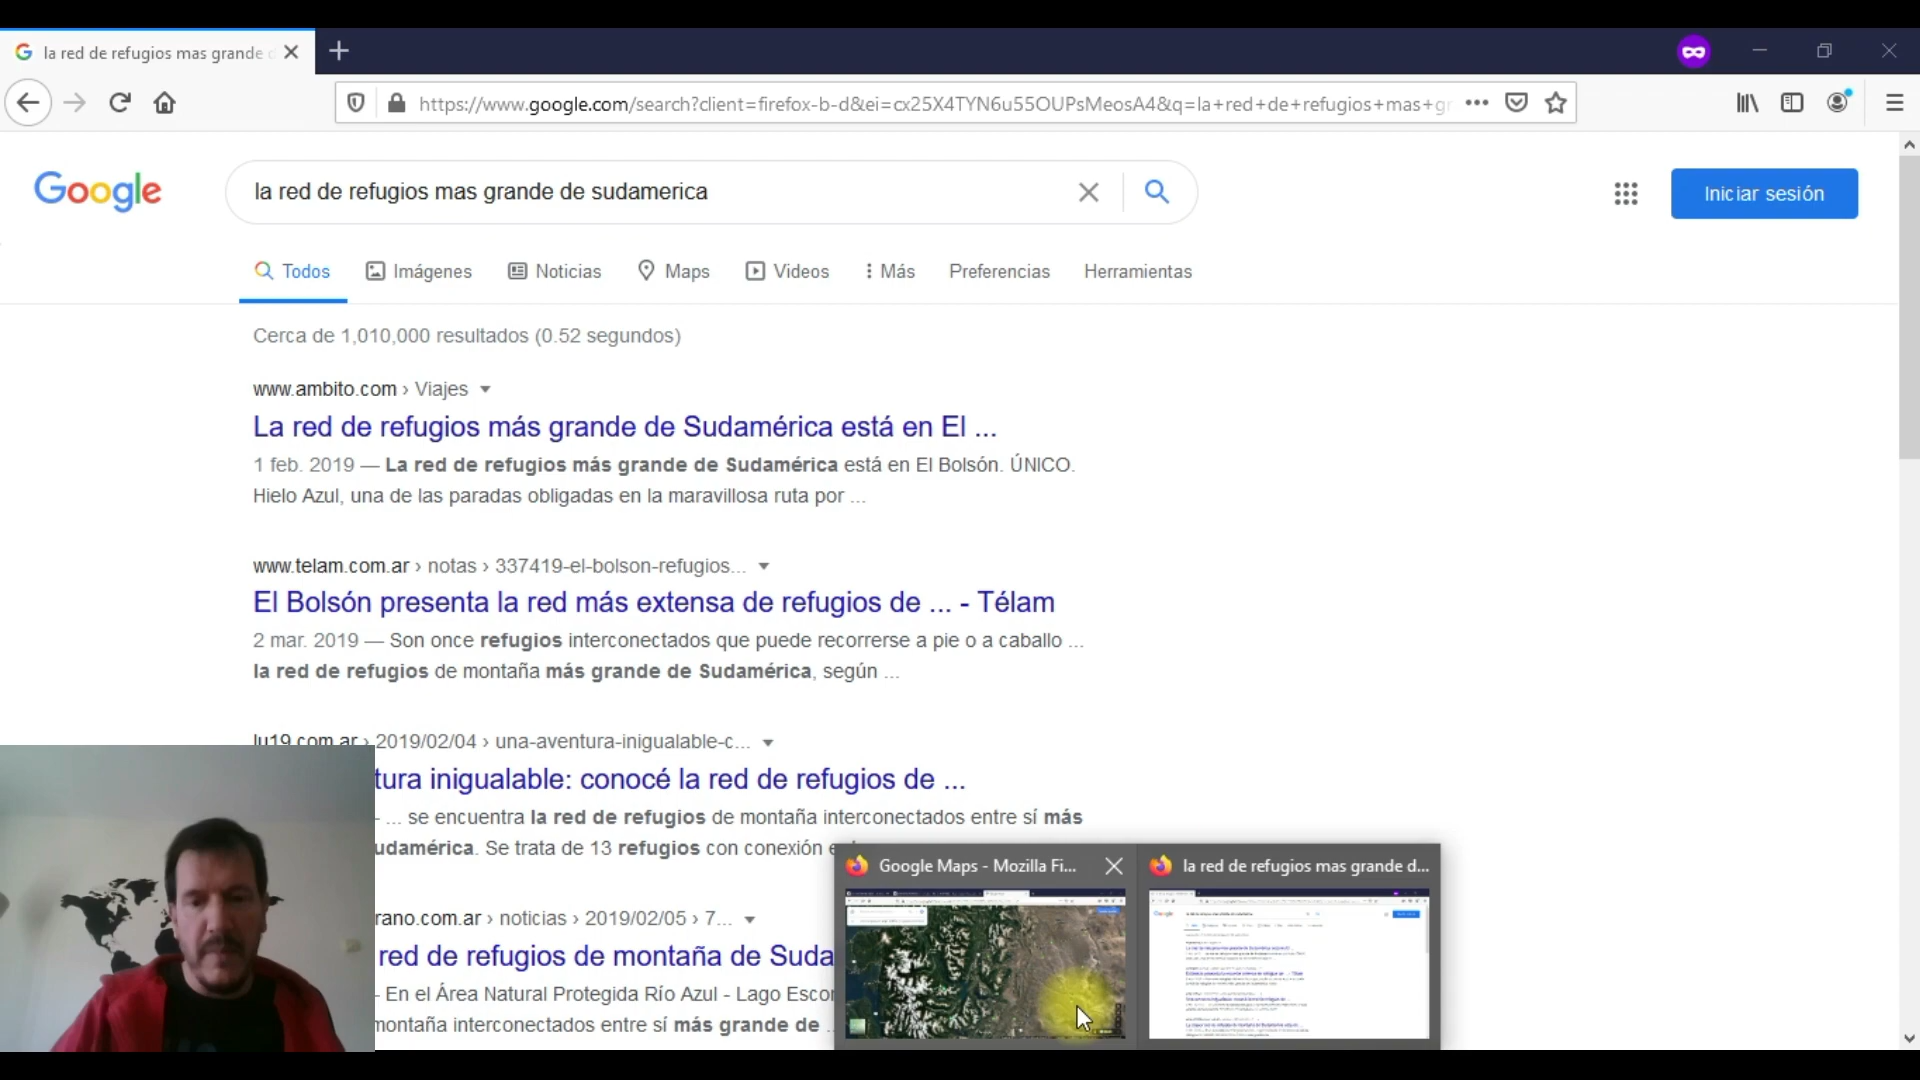 la red de refugios mas grande d
https://www.google.com/search?client=firefox-b-d&ei=cx25X4TYN6u55OUPsMeosA4&q=la+red+de+refugios+mas+gr
Google
la red de refugios mas grande de sudamerica
Iniciar sesión
Todos Imágenes Noticias Maps Videos Más Preferencias Herramientas
Cerca de 1,010,000 resultados (0.52 segundos)
www.ambito.com › Viajes
La red de refugios más grande de Sudamérica está en El ...
1 feb. 2019 — La red de refugios más grande de Sudamérica está en El Bolsón. ÚNICO.
Hielo Azul, una de las paradas obligadas en la maravillosa ruta por ...
www.telam.com.ar › notas › 337419-el-bolson-refugios...
El Bolsón presenta la red más extensa de refugios de ... - Télam
2 mar. 2019 — Son once refugios interconectados que puede recorrerse a pie o a caballo ...
la red de refugios de montaña más grande de Sudamérica, según ...
lu19.com.ar › 2019/02/04 › una-aventura-inigualable-c...
tura inigualable: conocé la red de refugios de ...
- ... se encuentra la red de refugios de montaña interconectados entre sí más
udamérica. Se trata de 13 refugios con conexión e
rano.com.ar › noticias › 2019/02/05 › 7...
red de refugios de montaña de Suda
- En el Área Natural Protegida Río Azul - Lago Escon
montaña interconectados entre sí más grande de ...
Google Maps - Mozilla Fi...
la red de refugios mas grande d...